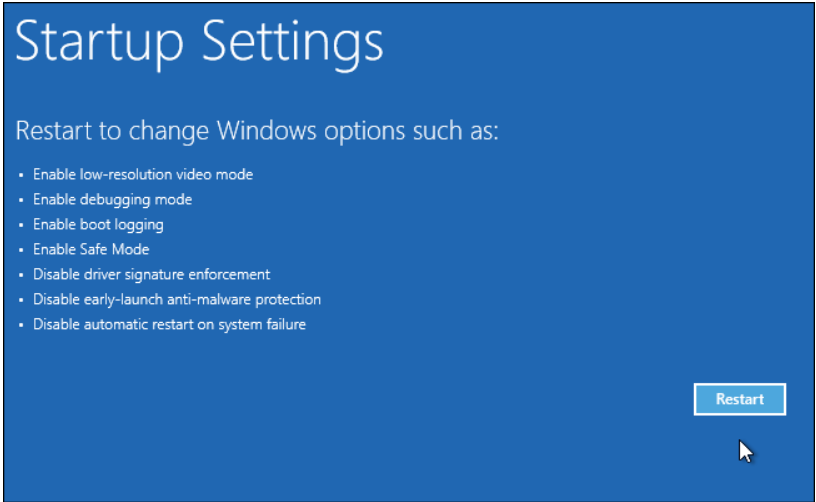 Startup Settings
Restart to change Windows options such as:
▪ Enable low-resolution video mode
▪ Enable debugging mode
▪ Enable boot logging
▪ Enable Safe Mode
▪ Disable driver signature enforcement
▪ Disable early-launch anti-malware protection
▪ Disable automatic restart on system failure
Restart